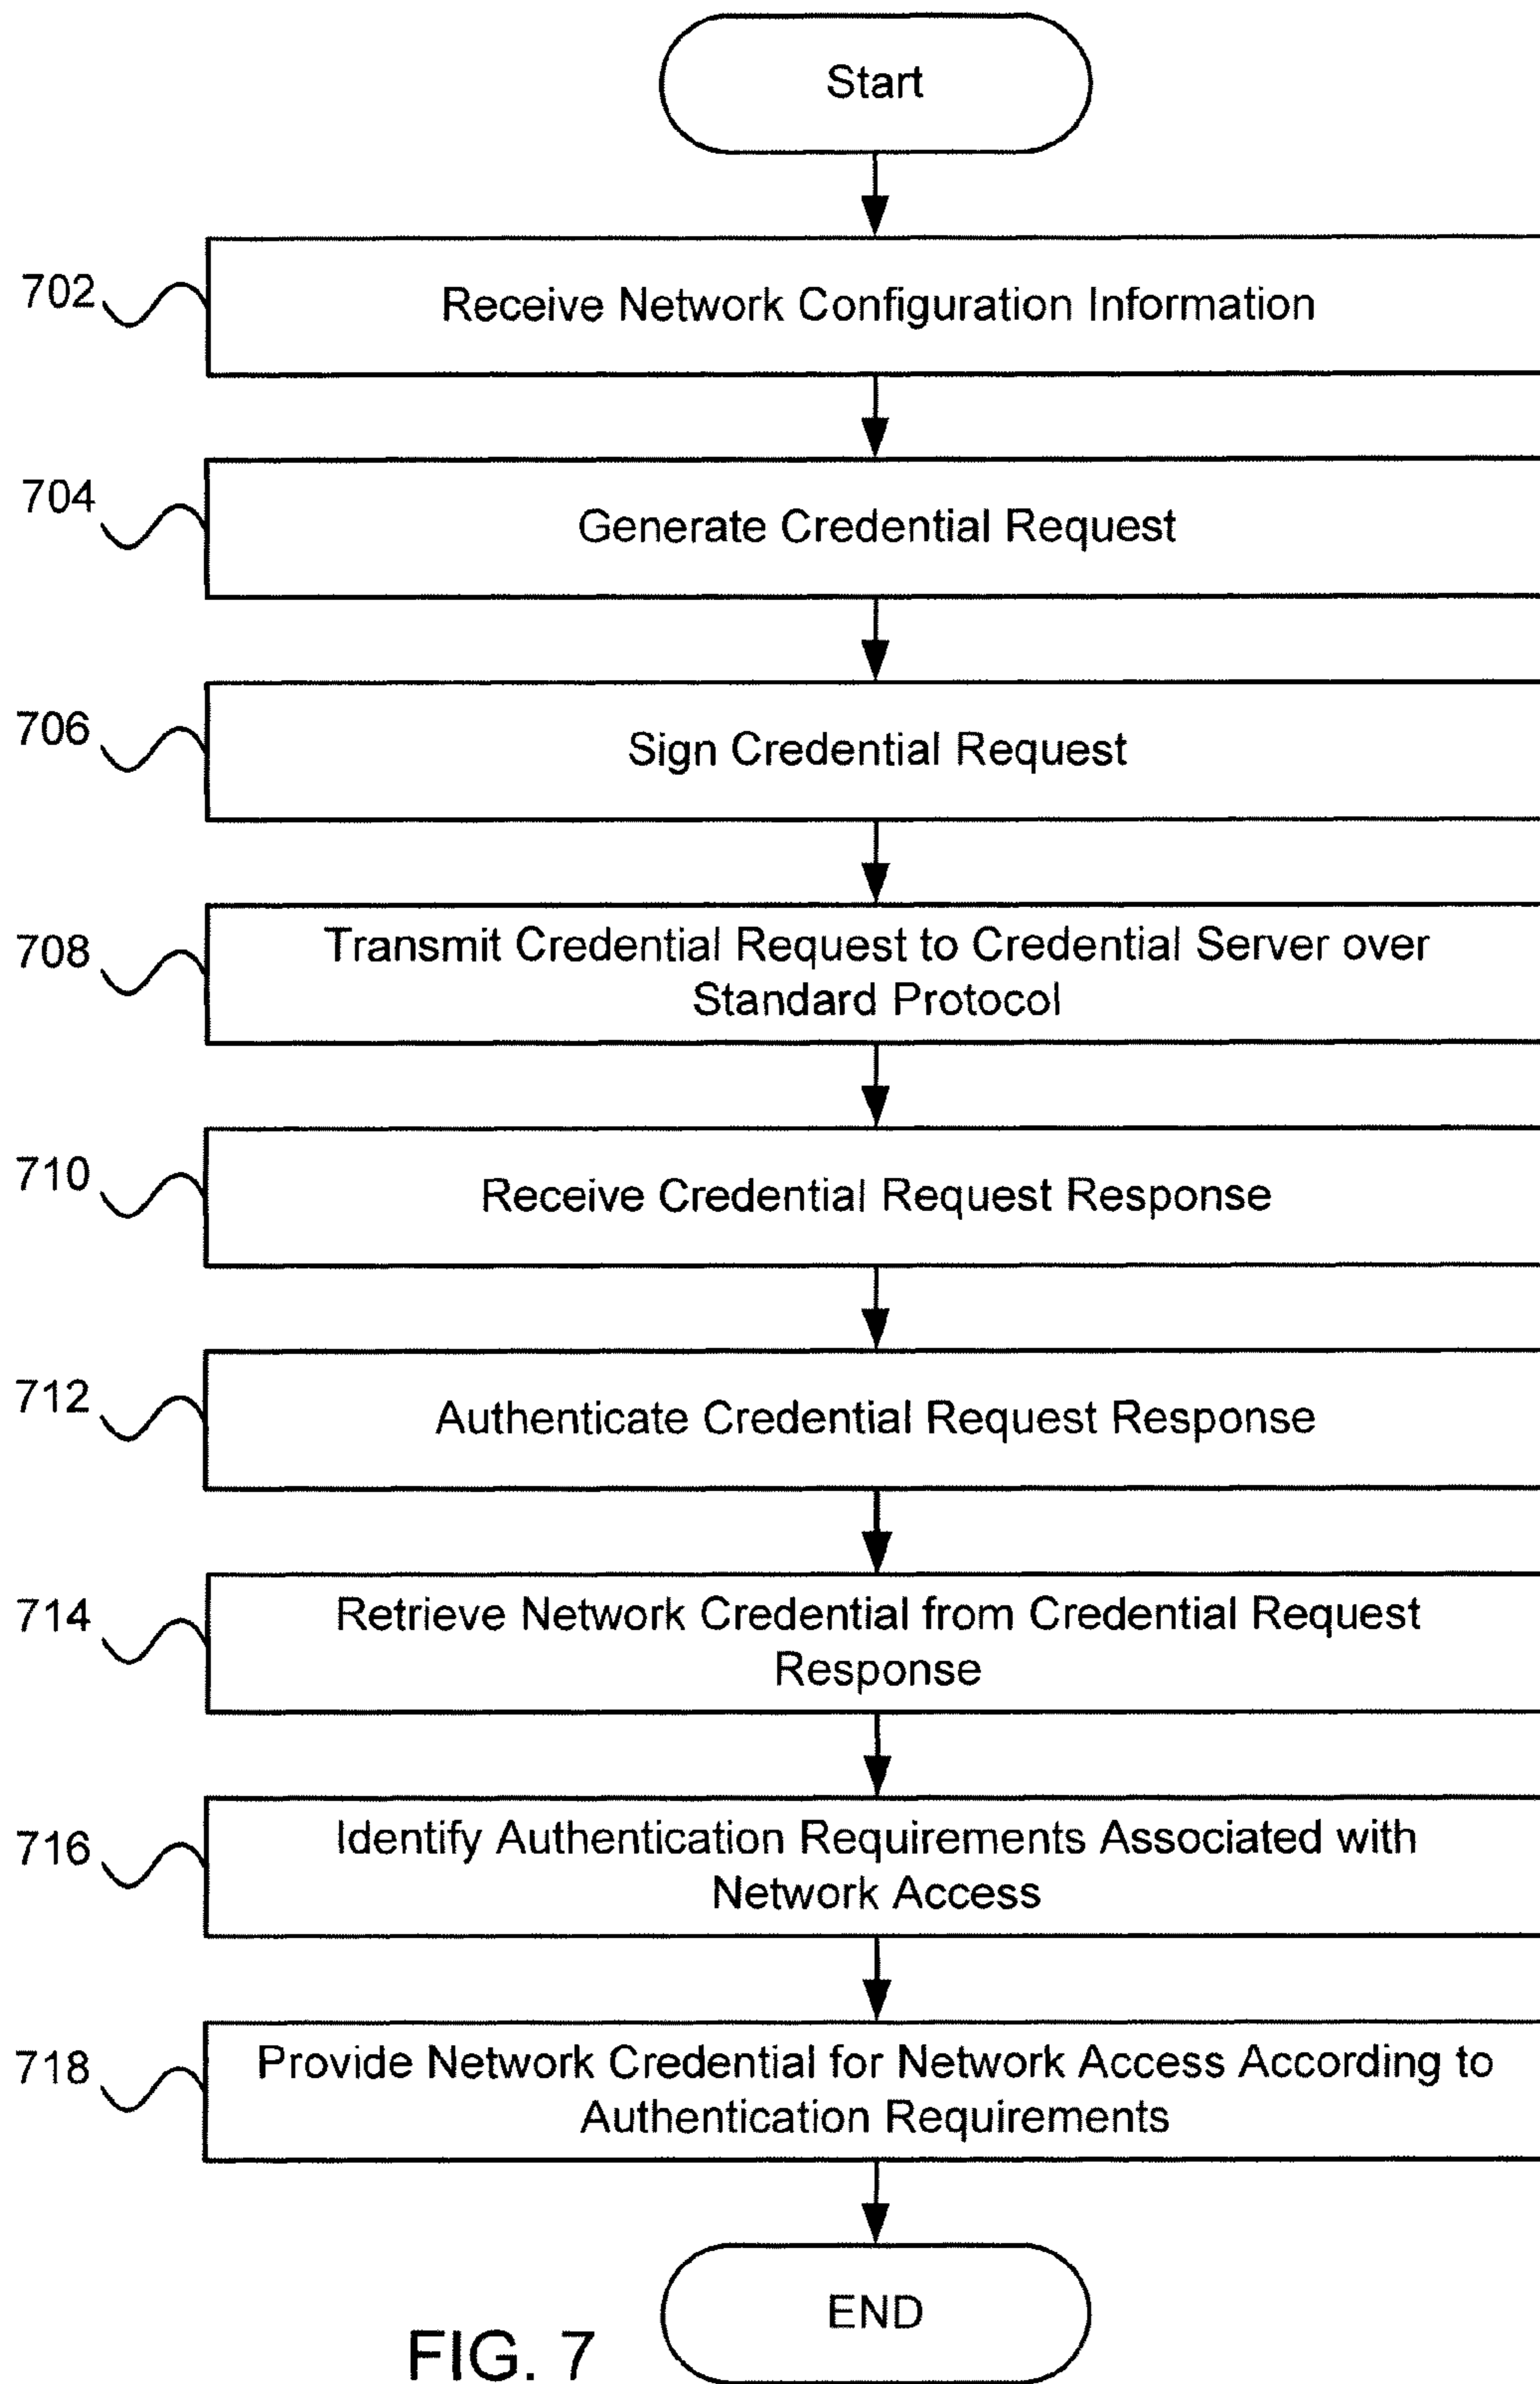 Start
702
Receive Network Configuration Information
704
Generate Credential Request
706
Sign Credential Request
708
Transmit Credential Request to Credential Server over
Standard Protocol
710
Receive Credential Request Response
712
Authenticate Credential Request Response
714
Retrieve Network Credential from Credential Request
Response
716
Identify Authentication Requirements Associated with
Network Access
718
Provide Network Credential for Network Access According to
Authentication Requirements
END
FIG. 7